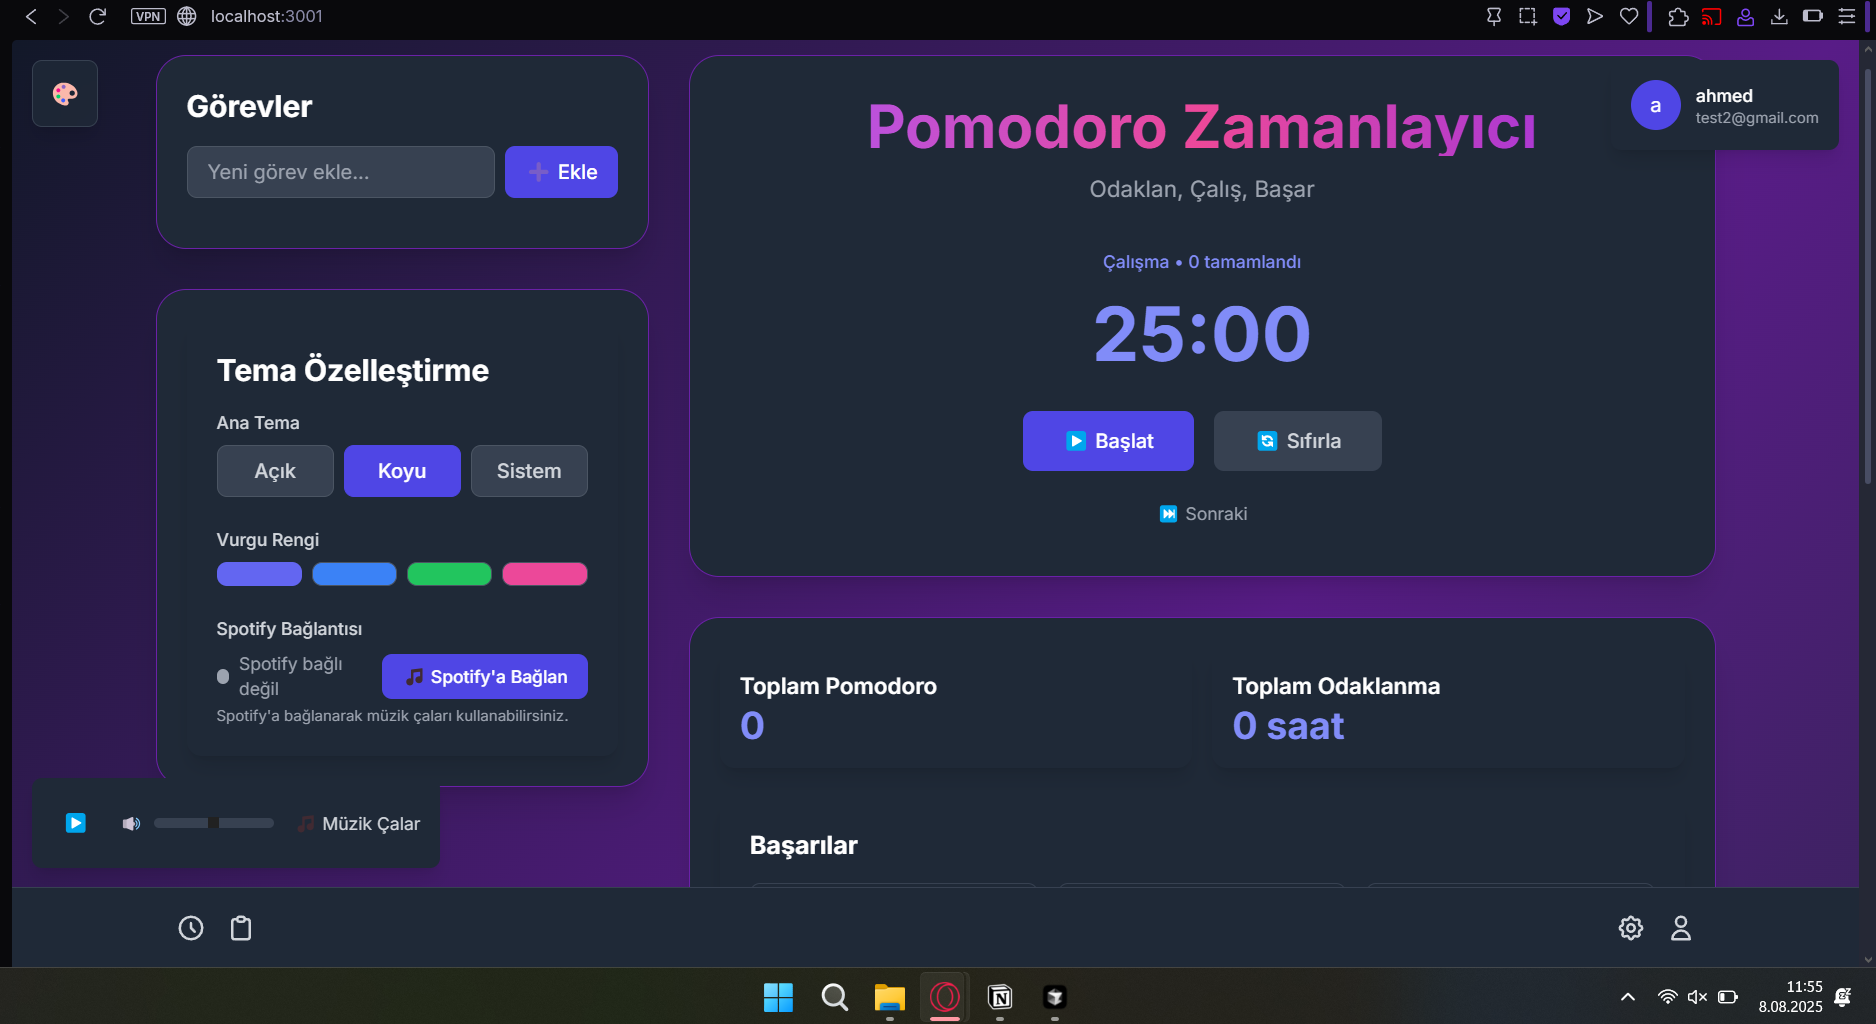 VPN
localhost:3001
Görevler
Yeni görev ekle...
Ekle
Tema Özelleştirme
Ana Tema
Açık
Koyu
Sistem
Vurgu Rengi
Spotify Bağlantısı
Spotify bağlı
değil
Spotify'a Bağlan
Spotify'a bağlanarak müzik çaları kullanabilirsiniz.
Müzik Çalar
Pomodoro Zamanlayıcı
Odaklan, Çalış, Başar
Çalışma • 0 tamamlandı
25:00
Başlat
Sıfırla
Sonraki
a
ahmed
test2@gmail.com
Toplam Pomodoro
0
Toplam Odaklanma
0 saat
Başarılar
11:55
8.08.2025